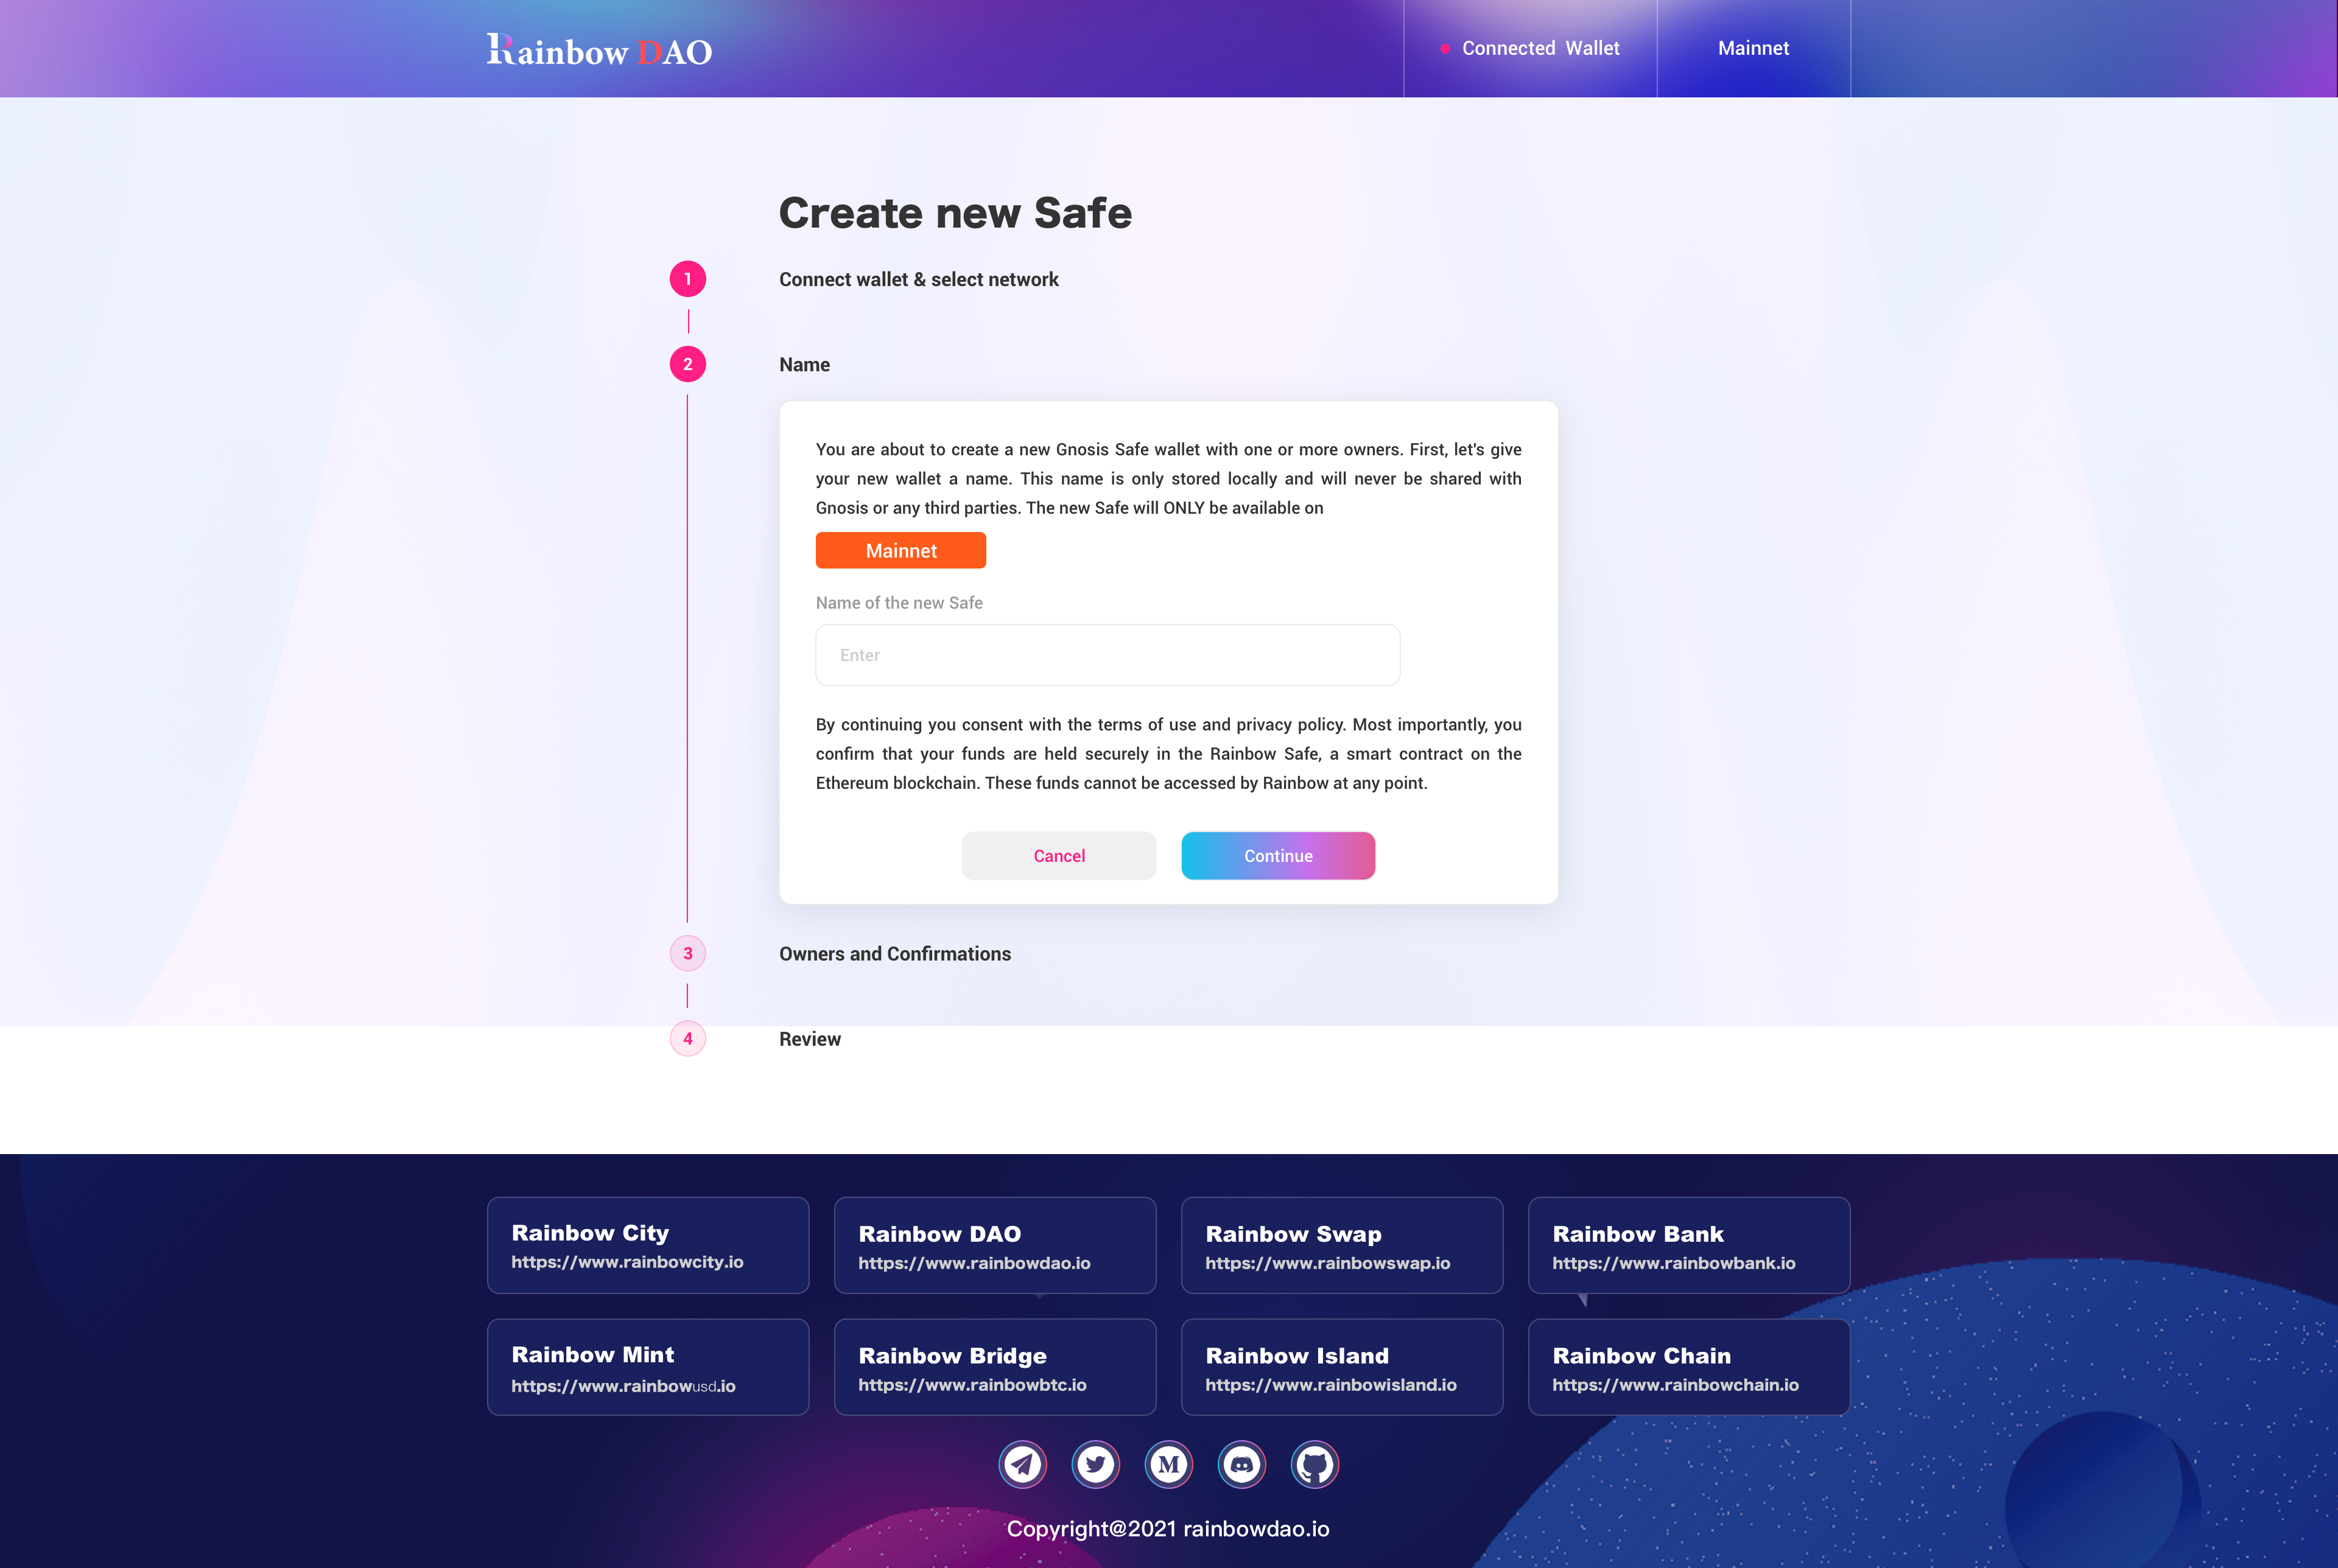 Rainbow DAO
Connected Wallet
Mainnet
Create new Safe
1
Connect wallet & select network
2
Name
You are about to create a new Gnosis Safe wallet with one or more owners. First, let's give
your new wallet a name. This name is only stored locally and will never be shared with
Gnosis or any third parties. The new Safe will ONLY be available on
Mainnet
Name of the new Safe
Enter
By continuing you consent with the terms of use and privacy policy. Most importantly, you
confirm that your funds are held securely in the Rainbow Safe, a smart contract on the
Ethereum blockchain. These funds cannot be accessed by Rainbow at any point.
Cancel
Continue
3
Owners and Confirmations
4
Review
Rainbow City
https://www.rainbowcity.io
Rainbow DAO
https://www.rainbowdao.io
Rainbow Swap
https://www.rainbowswap.io
Rainbow Bank
https://www.rainbowbank.io
Rainbow Mint
https://www.rainbowusd.io
Rainbow Bridge
https://www.rainbowbtc.io
Rainbow Island
https://www.rainbowisland.io
Rainbow Chain
https://www.rainbowchain.io
M
Copyright@2021 rainbowdao.io